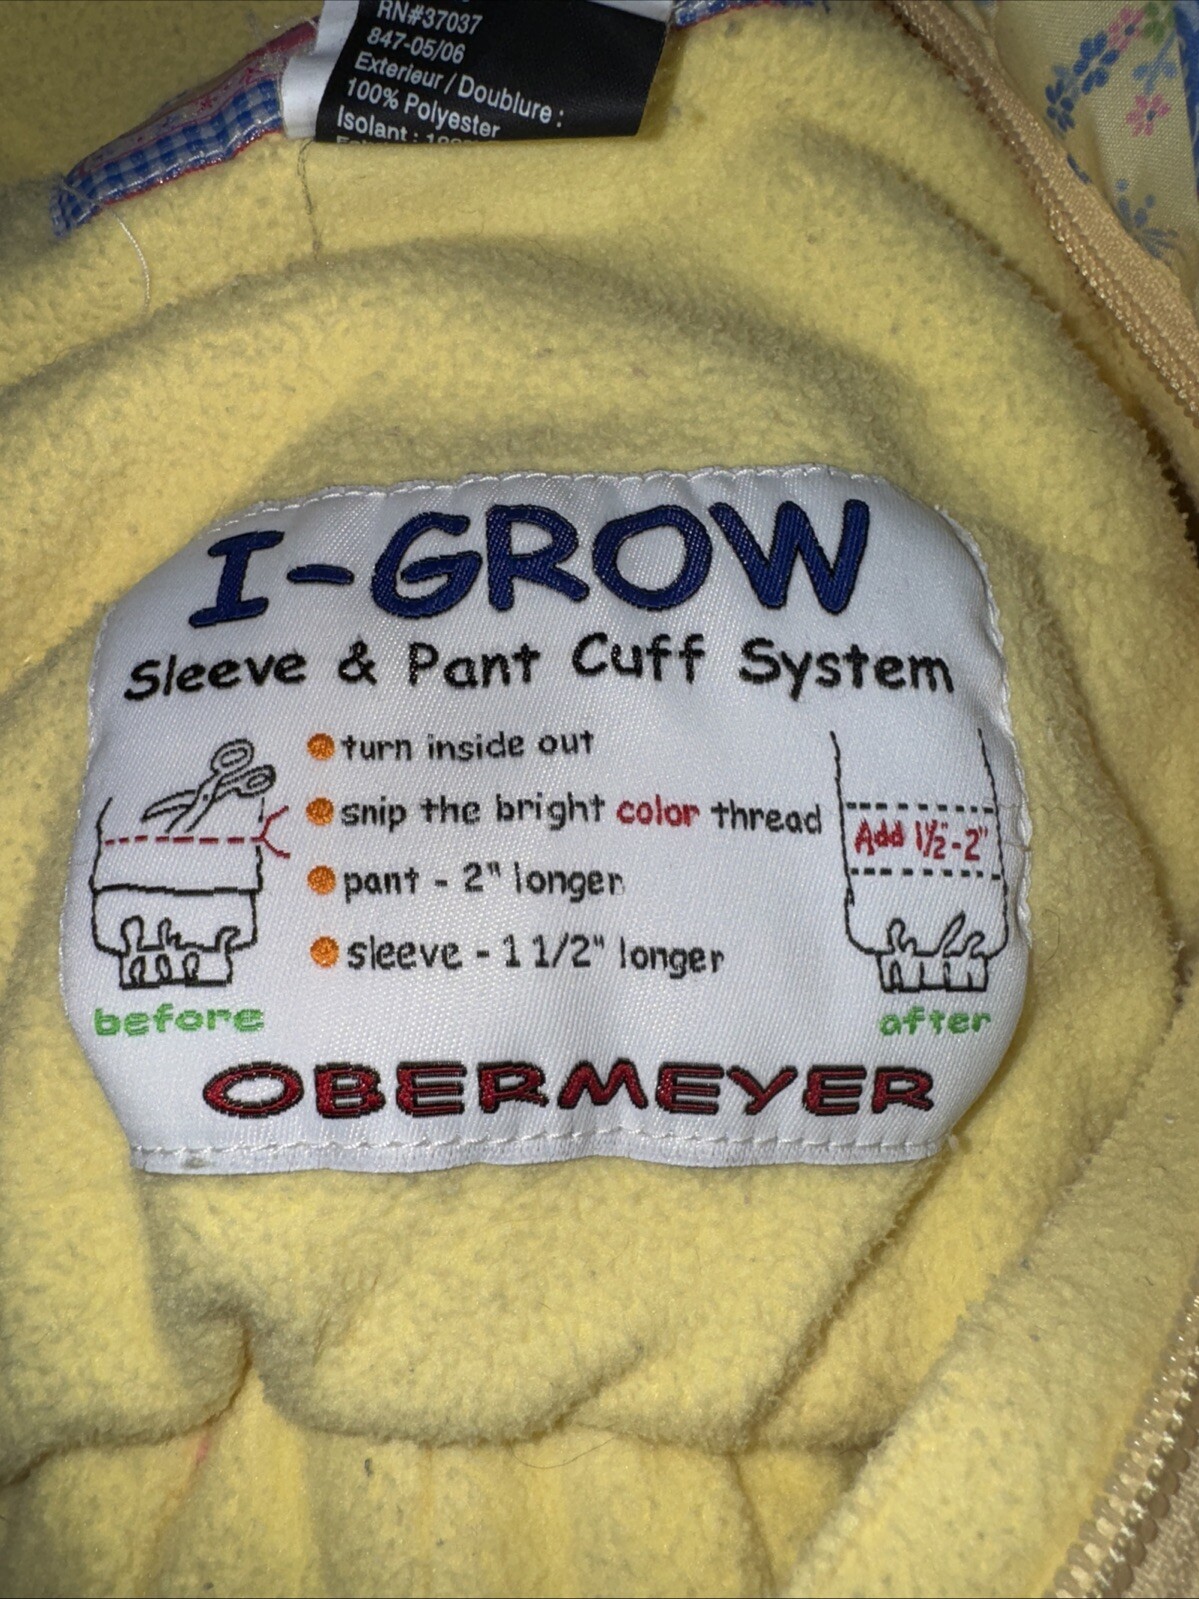 RN#37037
847-05/06
Exterieur / Doublure :
100% Polyester
Isolant :
I-GROW
Sleeve & Pant Cuff System
turn inside out
snip the bright color thread
pant - 2" longer
sleeve - 1 1/2" longer
Add 1½"-2"
before
after
OBERMEYER